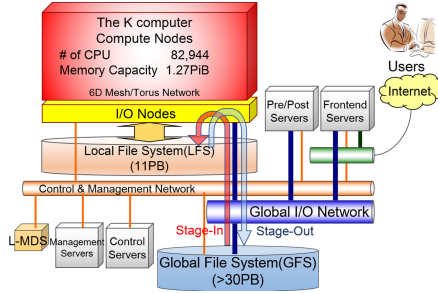 The K computer
Compute Nodes
# of CPU 82,944
Memory Capacity 1.27PiB
6D Mesh/Torus Network
I/O Nodes
Local File System(LFS)
(11PB)
Pre/Post
Servers
Frontend
Servers
Users
Internet
Control & Management Network
Global I/O Network
L-MDS
Management
Servers
Control
Servers
Stage-In
Stage-Out
Global File System(GFS)
(>30PB)